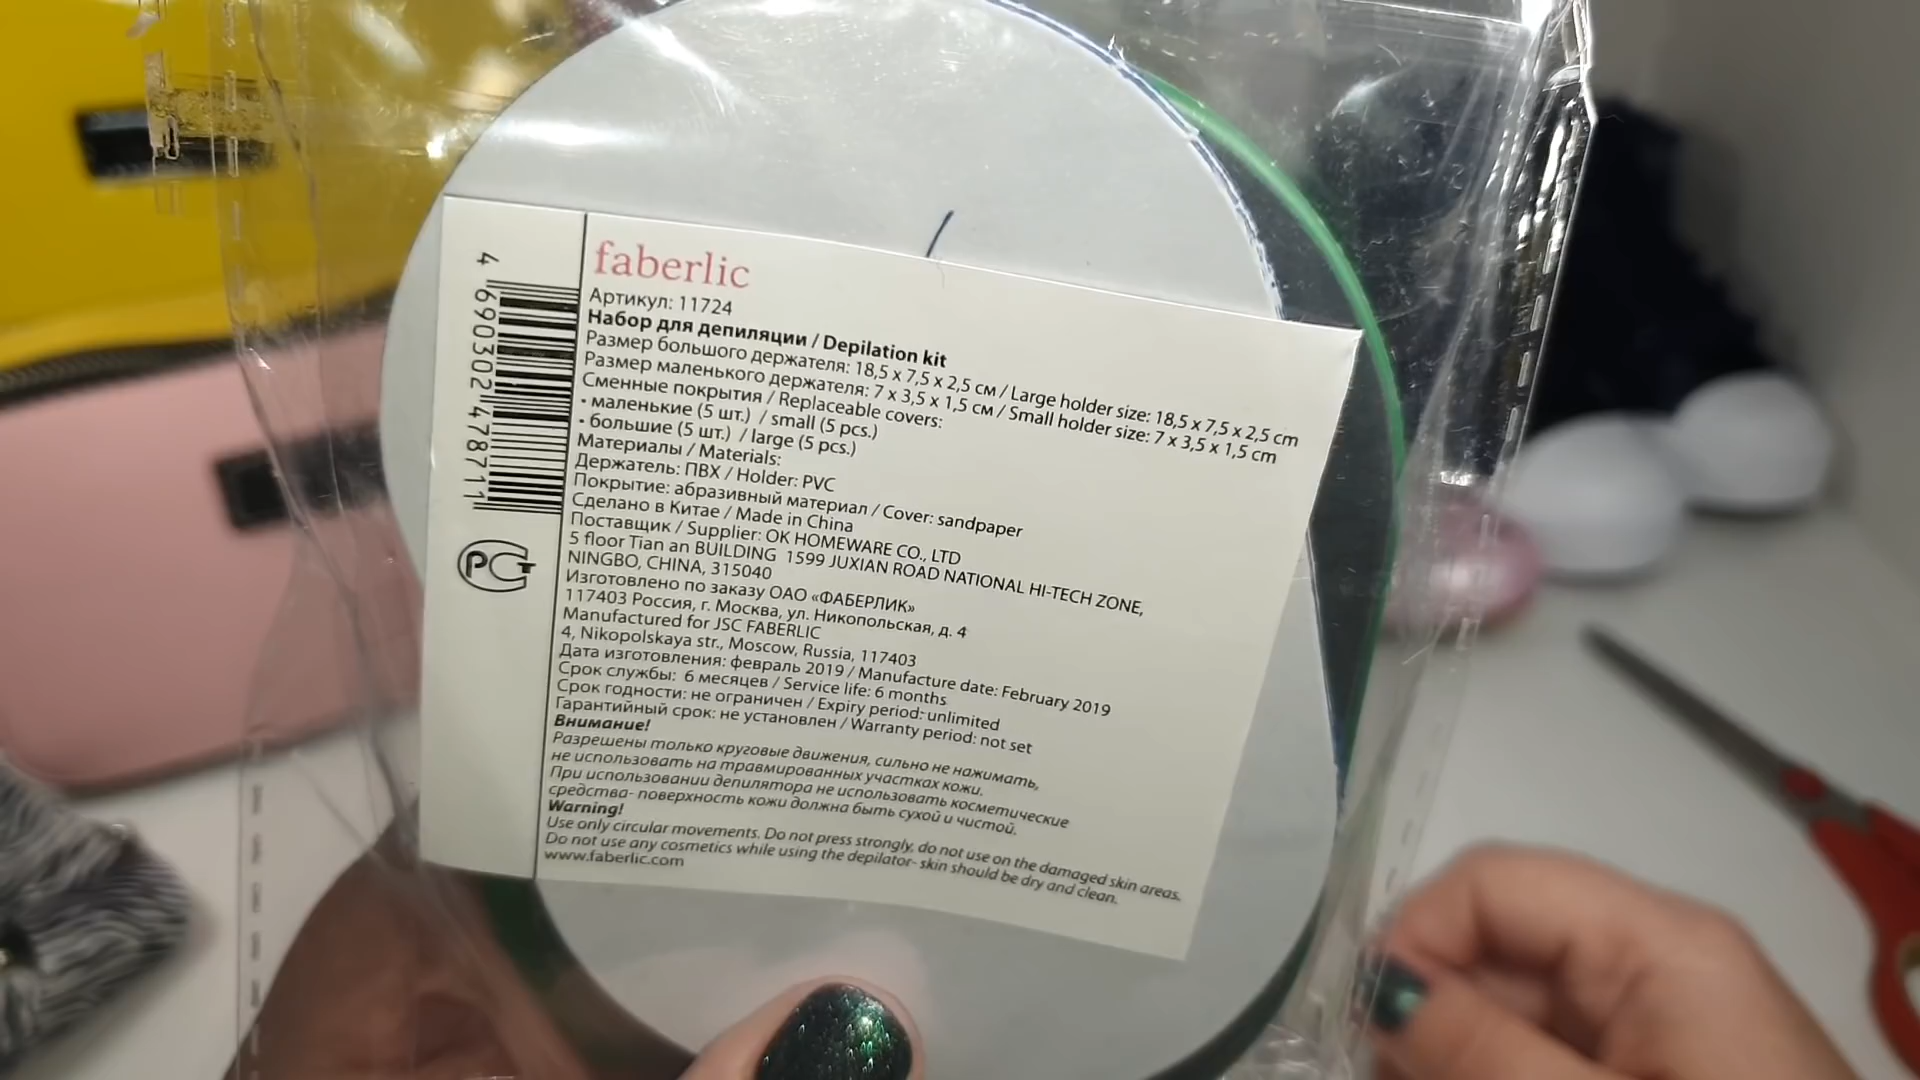 faberlic
Артикул: 11724
Набор для депиляции / Depilation kit
Размер большого держателя: 18,5 x 7,5 x 2,5 см / Large holder size: 18,5 x 7,5 x 2,5 cm
Размер маленького держателя: 7 x 3,5 x 1,5 см / Small holder size: 7 x 3,5 x 1,5 cm
Сменные покрытия / Replaceable covers:
• маленькие (5 шт.) / small (5 pcs.)
• большие (5 шт.) / large (5 pcs.)
Материалы / Materials:
Держатель: ПВХ / Holder: PVC
Покрытие: абразивный материал / Cover: sandpaper
Сделано в Китае / Made in China
Поставщик / Supplier: OK HOMEWARE CO., LTD
5 floor Tian an BUILDING 1599 JUXIAN ROAD NATIONAL HI-TECH ZONE,
NINGBO, CHINA, 315040
Изготовлено по заказу ОАО «ФАБЕРЛИК»
117403 Россия, г. Москва, ул. Никопольская, д. 4
Manufactured for JSC FABERLIC
4, Nikopolskaya str., Moscow, Russia, 117403
Дата изготовления: февраль 2019 / Manufacture date: February 2019
Срок службы: 6 месяцев / Service life: 6 months
Срок годности: не ограничен / Expiry period: unlimited
Гарантийный срок: не установлен / Warranty period: not set
Внимание!
Разрешены только круговые движения, сильно не нажимать,
не использовать на травмированных участках кожи.
При использовании депилятора не использовать косметические
средства- поверхность кожи должна быть сухой и чистой.
Warning!
Use only circular movements. Do not press strongly, do not use on the damaged skin areas.
Do not use any cosmetics while using the depilator- skin should be dry and clean.
www.faberlic.com
4 690302 478711
РСТ